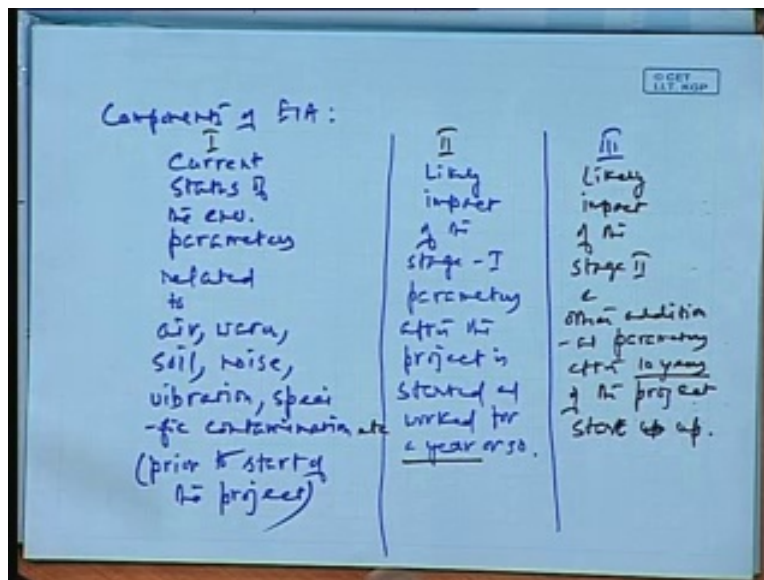 © CET
I.I.T. KGP
Components of EIA:
I
Current
Status of
the env.
parameters
related
to
air, water,
soil, noise,
vibration, speci
-fic contamination etc
(prior to start of
the project)
II
Likely
impact
of the
stage - I
parameters
after the
project is
started &
worked for
a year or so.
III
Likely
impact
of the
stage II
&
other addition
-al parameters
after 10 years
of the project
start up.